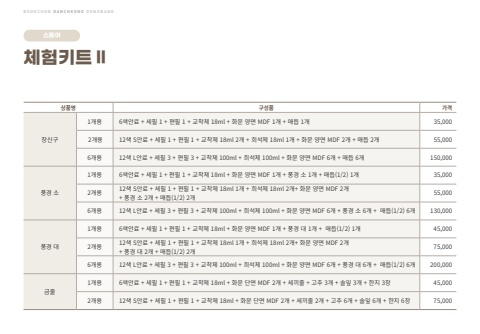 체험키트 II
상품명 구성품 가격
장신구
1개용 6색안료 + 세필 1 + 편필 1 + 교착제 18ml + 화문 양면 MDF 1개 + 매듭 1개 35,000
2개용 12색 S안료 + 세필 1 + 편필 1 + 교착제 18ml 2개 + 희석제 18ml 1개 + 화문 양면 MDF 2개 + 매듭 2개 55,000
6개용 12색 L안료 + 세필 3 + 편필 3 + 교착제 100ml + 희석제 100ml + 화문 양면 MDF 6개 + 매듭 6개 150,000
풍경 소
1개용 6색안료 + 세필 1 + 편필 1 + 교착제 18ml + 화문 양면 MDF 1개 + 풍경 소 1개 + 매듭(1/2) 1개 35,000
2개용 12색 S안료 + 세필 1 + 편필 1 + 교착제 18ml 1개 + 희석제 18ml 2개+ 화문 양면 MDF 2개
+ 풍경 소 2개 + 매듭(1/2) 2개 55,000
6개용 12색 L안료 + 세필 3 + 편필 3 + 교착제 100ml + 희석제 100ml + 화문 양면 MDF 6개 + 풍경 소 6개 + 매듭(1/2) 6개 130,000
풍경 대
1개용 6색안료 + 세필 1 + 편필 1 + 교착제 18ml + 화문 양면 MDF 1개 + 풍경 대 1개 + 매듭(1/2) 1개 45,000
2개용 12색 S안료 + 세필 1 + 편필 1 + 교착제 18ml 1개 + 희석제 18ml 2개+ 화문 양면 MDF 2개
+ 풍경 대 2개 + 매듭(1/2) 2개 75,000
6개용 12색 L안료 + 세필 3 + 편필 3 + 교착제 100ml + 희석제 100ml + 화문 양면 MDF 6개 + 풍경 대 6개 + 매듭(1/2) 6개 200,000
금줄
1개용 6색안료 + 세필 1 + 편필 1 + 교착제 18ml + 화문 단면 MDF 2개 + 세끼줄 + 고추 3개 + 솔잎 3개 + 한지 3장 45,000
2개용 12색 S안료 + 세필 1 + 편필 1 + 교착제 18ml + 화문 단면 MDF 2개 + 세끼줄 2개 + 고추 6개 + 솔잎 6개 + 한지 6장 75,000